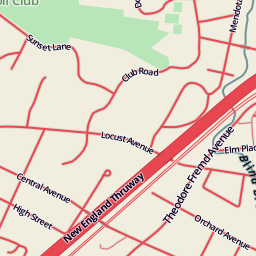 Club
Sunset Lane
Club Road
Locust Avenue
Elm
Central Avenue
High Street
New England Thruway
Theodore Fremd Avenue
Orchard Avenue